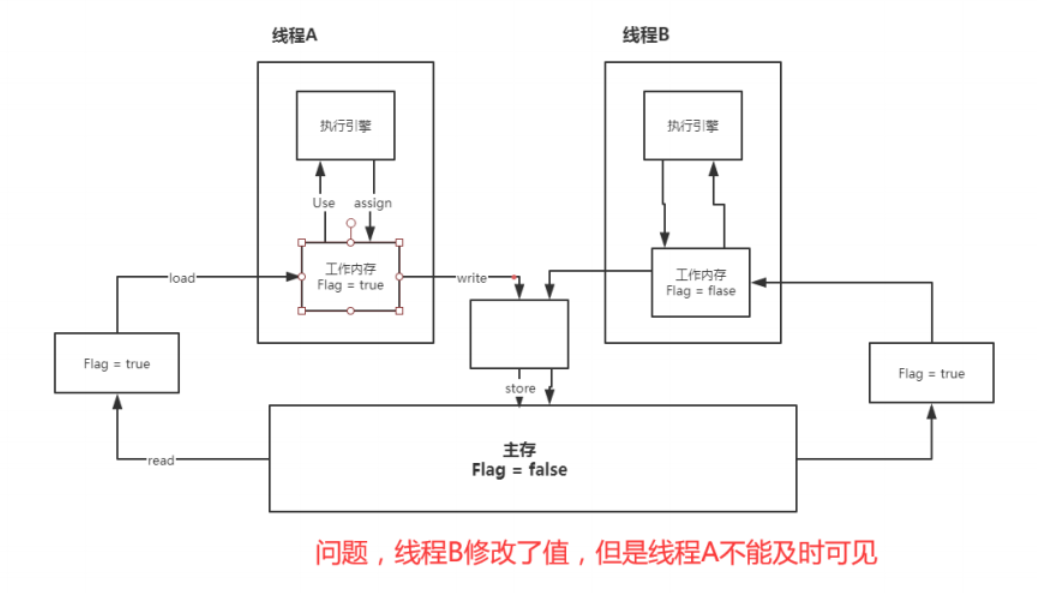 线程A
线程B
执行引擎
执行引擎
Use
assign
工作内存
Flag = true
工作内存
Flag = flase
load
write
Flag = true
Flag = true
store
read
主存
Flag = false
问题，线程B修改了值，但是线程A不能及时可见